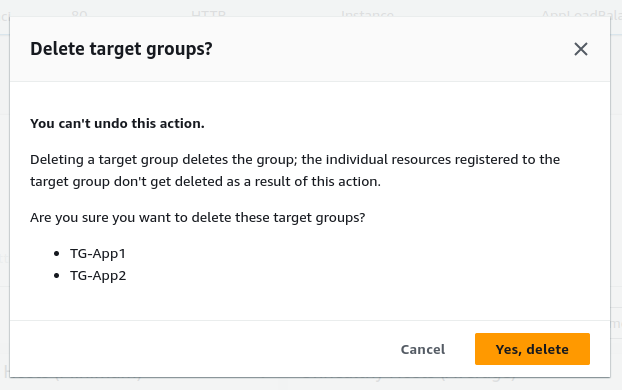 80 HTTP Instance
Delete target groups?
You can't undo this action.
Deleting a target group deletes the group; the individual resources registered to the
target group don't get deleted as a result of this action.
Are you sure you want to delete these target groups?
• TG-App1
• TG-App2
Cancel Yes, delete